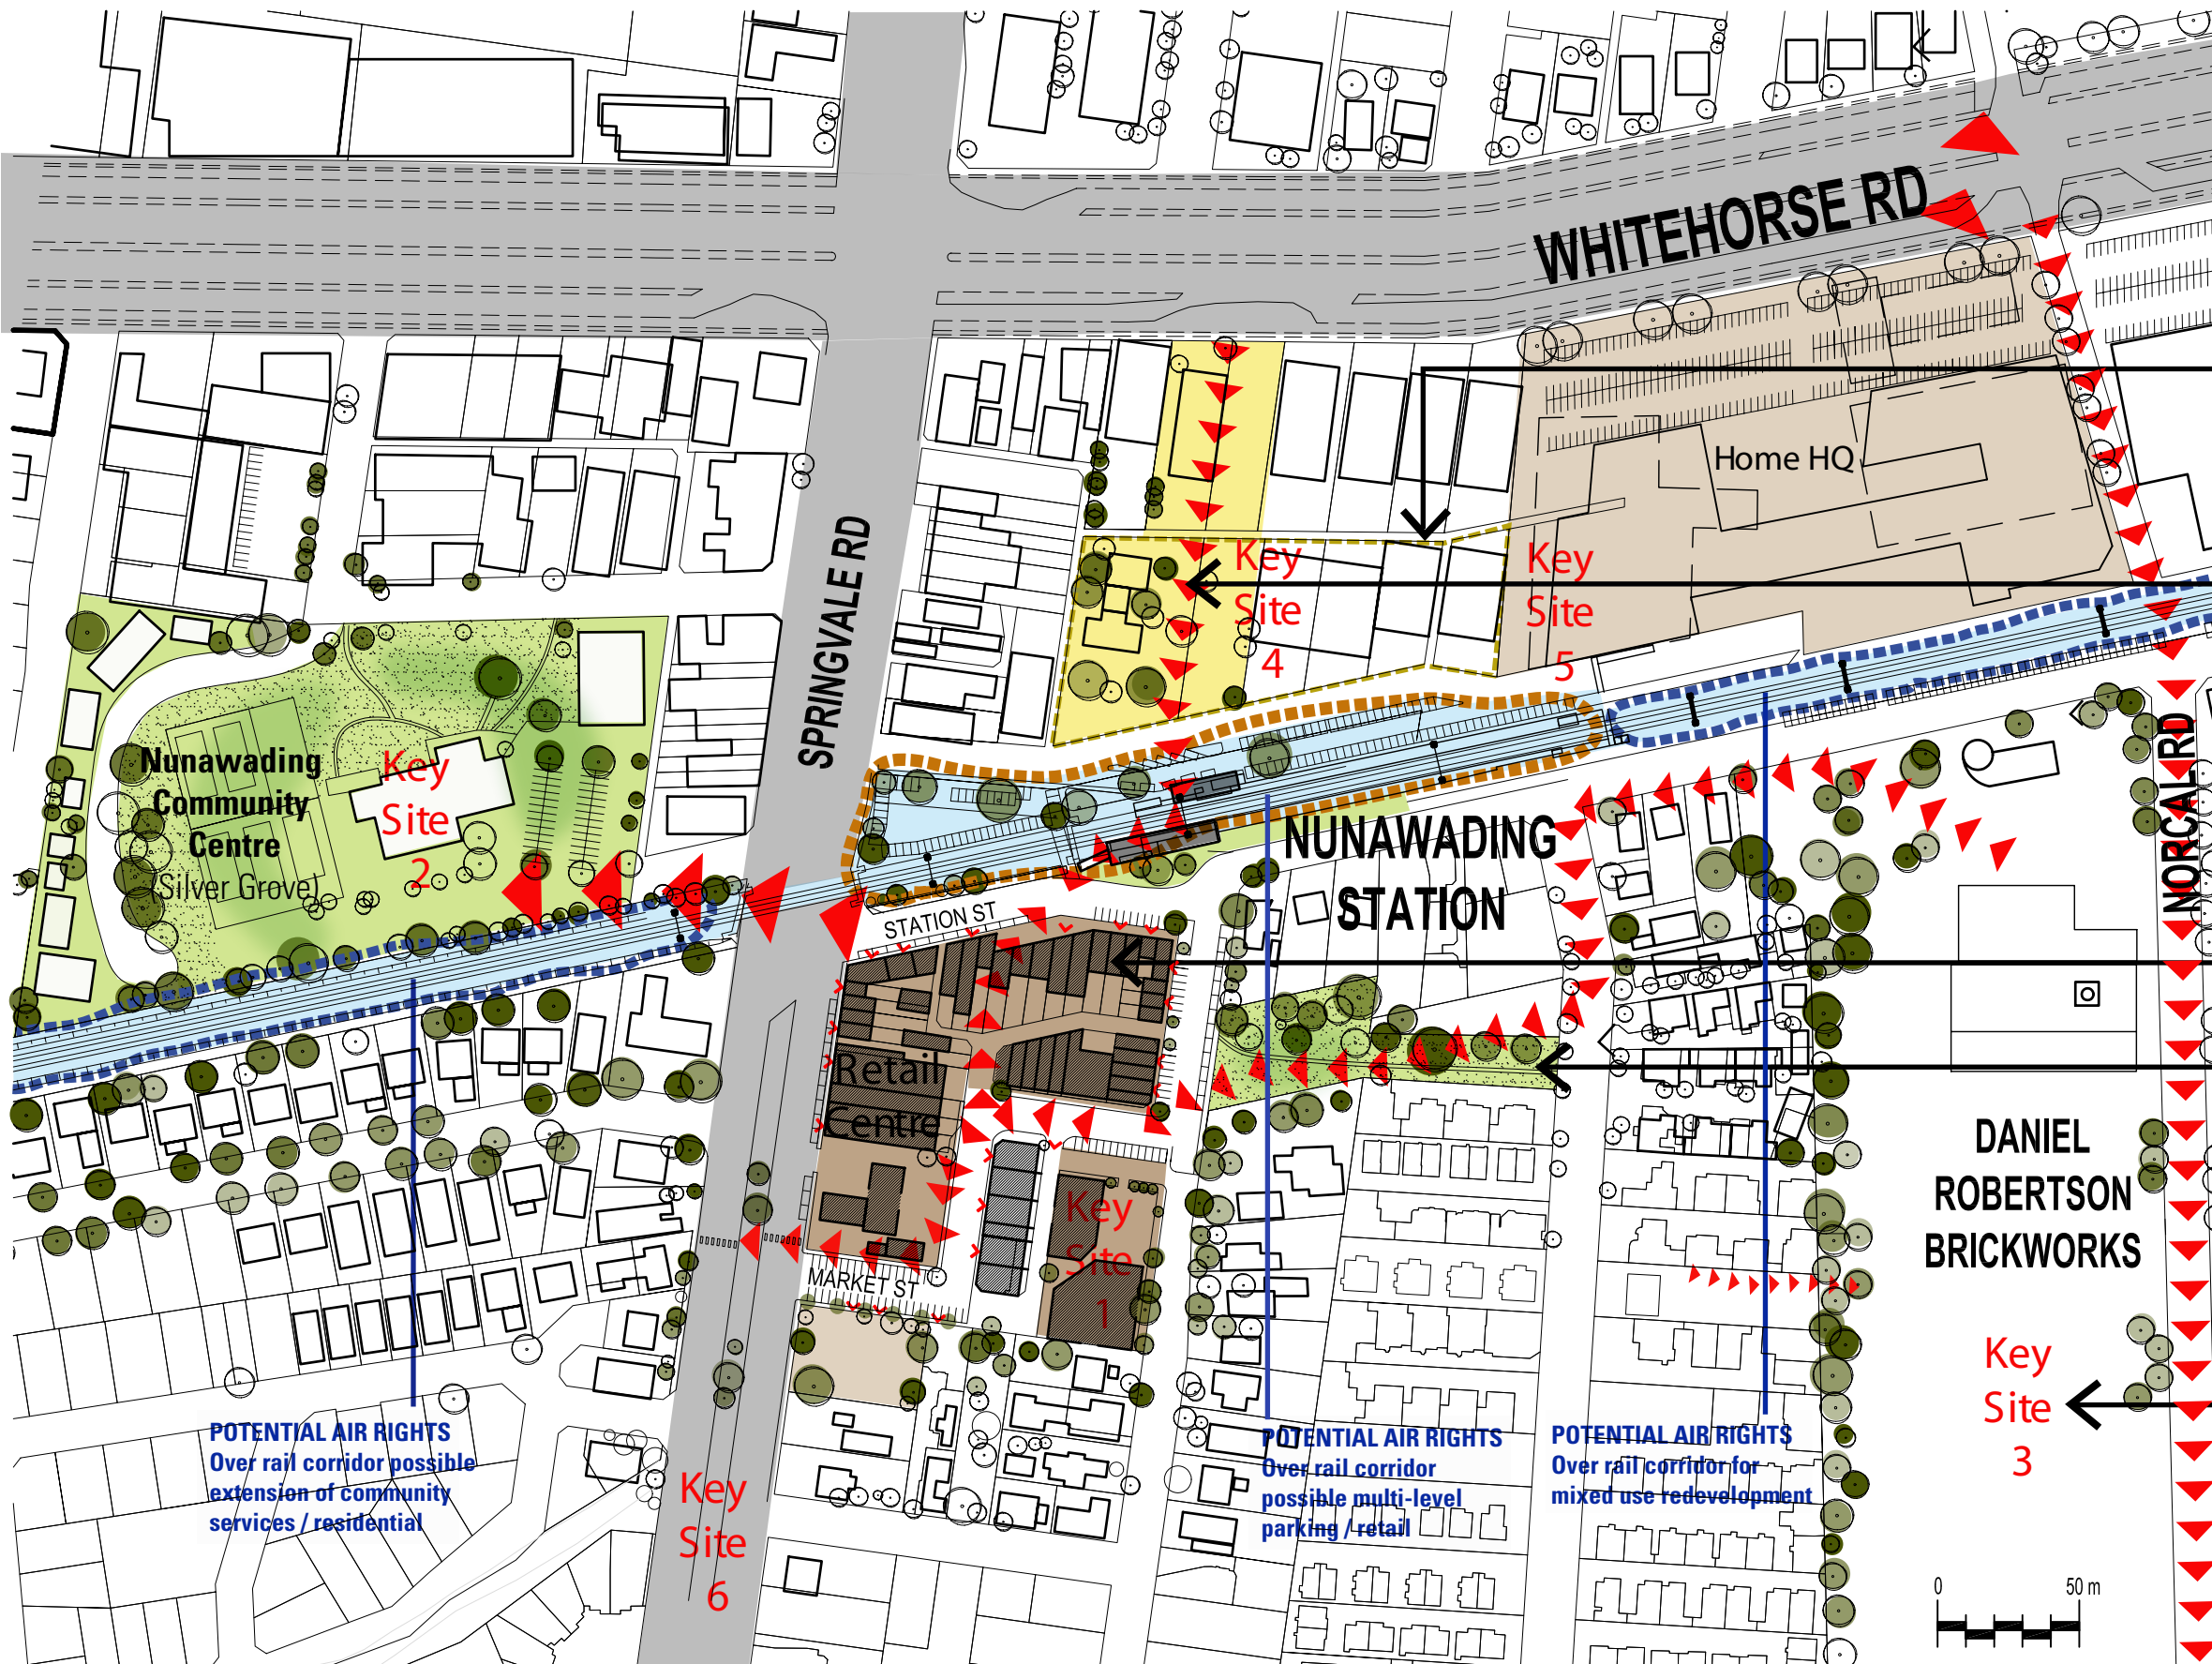 WHITEHORSE RD
Home HQ
SPRINGVALE RD
Key
Site
4
Key
Site
5
Nunawading
Community
Centre
(Silver Grove)
Key
Site
2
NUNAWADING
STATION
NORCAL RD
STATION ST
Retail
Centre
Key
Site
1
MARKET ST
DANIEL
ROBERTSON
BRICKWORKS
Key
Site
3
POTENTIAL AIR RIGHTS
Over rail corridor possible
extension of community
services / residential
POTENTIAL AIR RIGHTS
Over rail corridor
possible multi-level
parking / retail
POTENTIAL AIR RIGHTS
Over rail corridor for
mixed use redevelopment
Key
Site
6
0 50 m